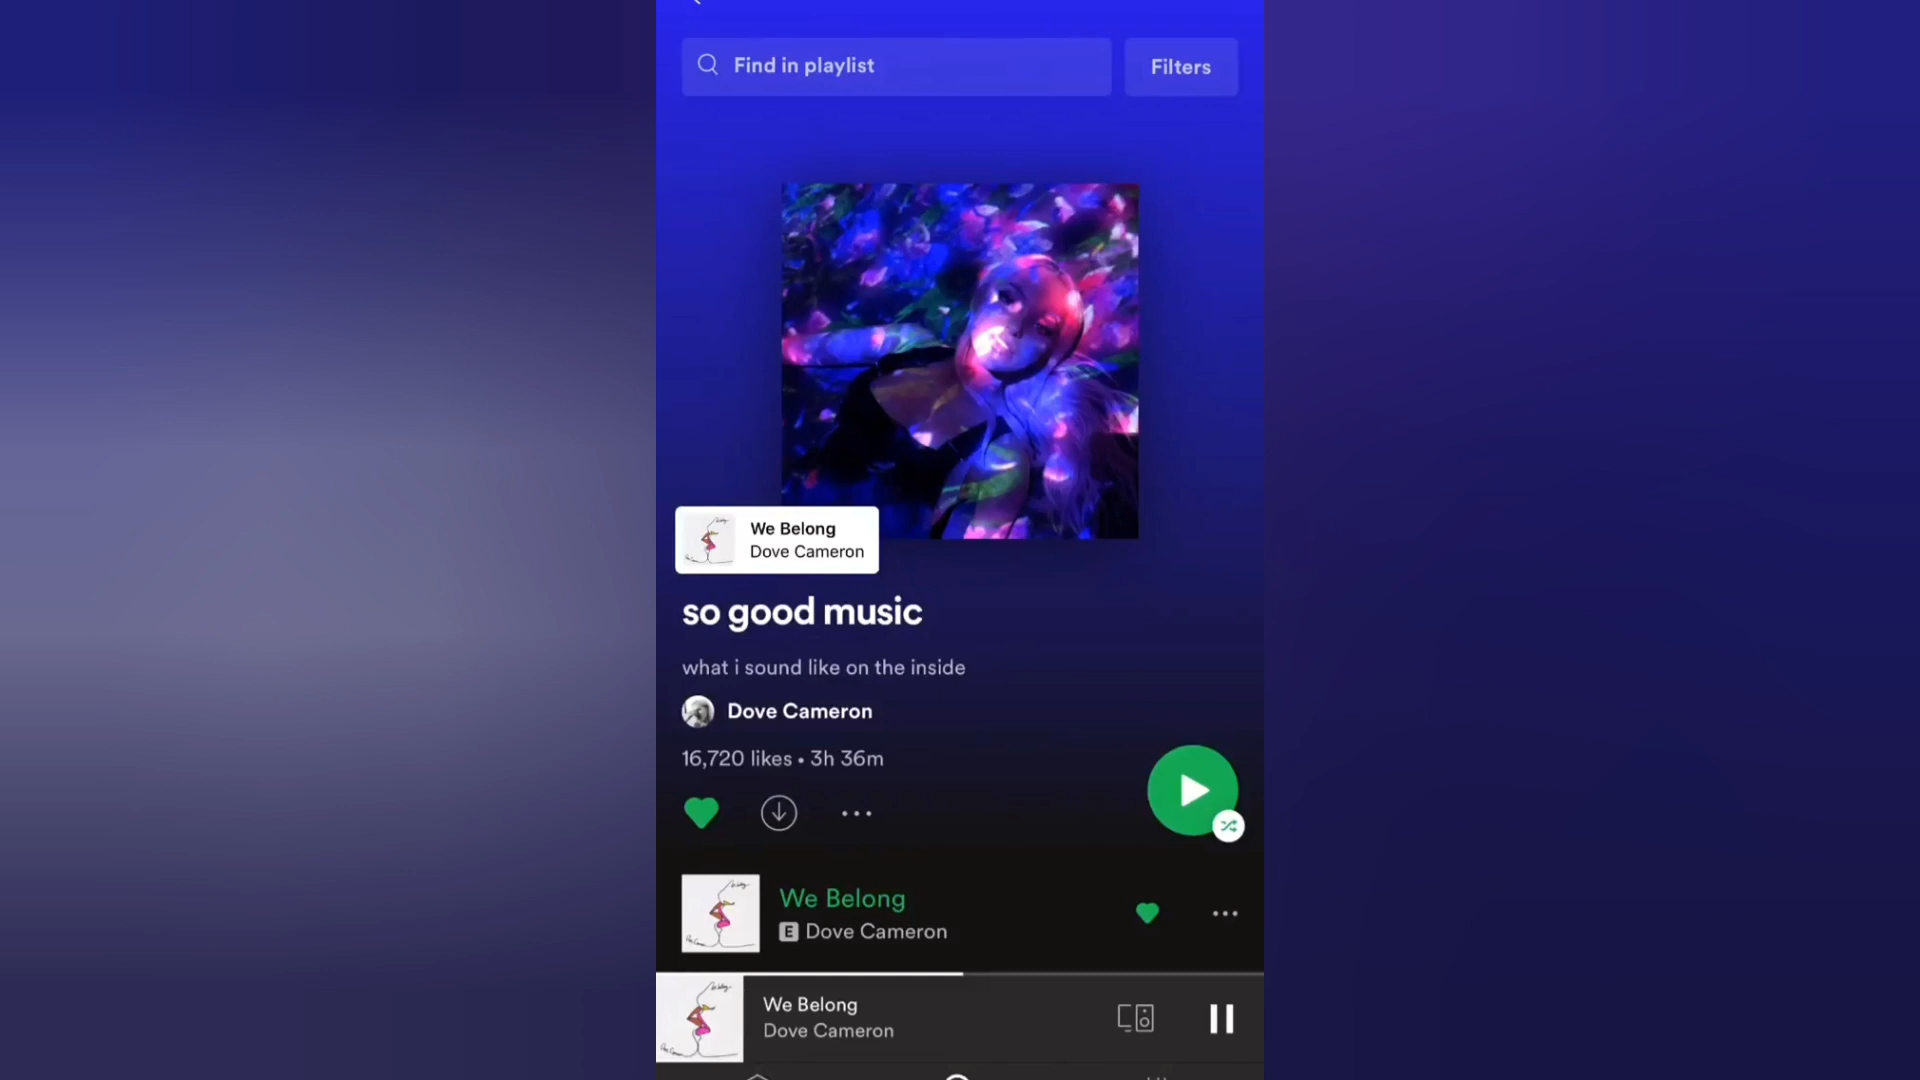 Find in playlist
Filters
We Belong
Dove Cameron
so good music
what i sound like on the inside
Dove Cameron
16,720 likes • 3h 36m
We Belong
E Dove Cameron
We Belong
Dove Cameron